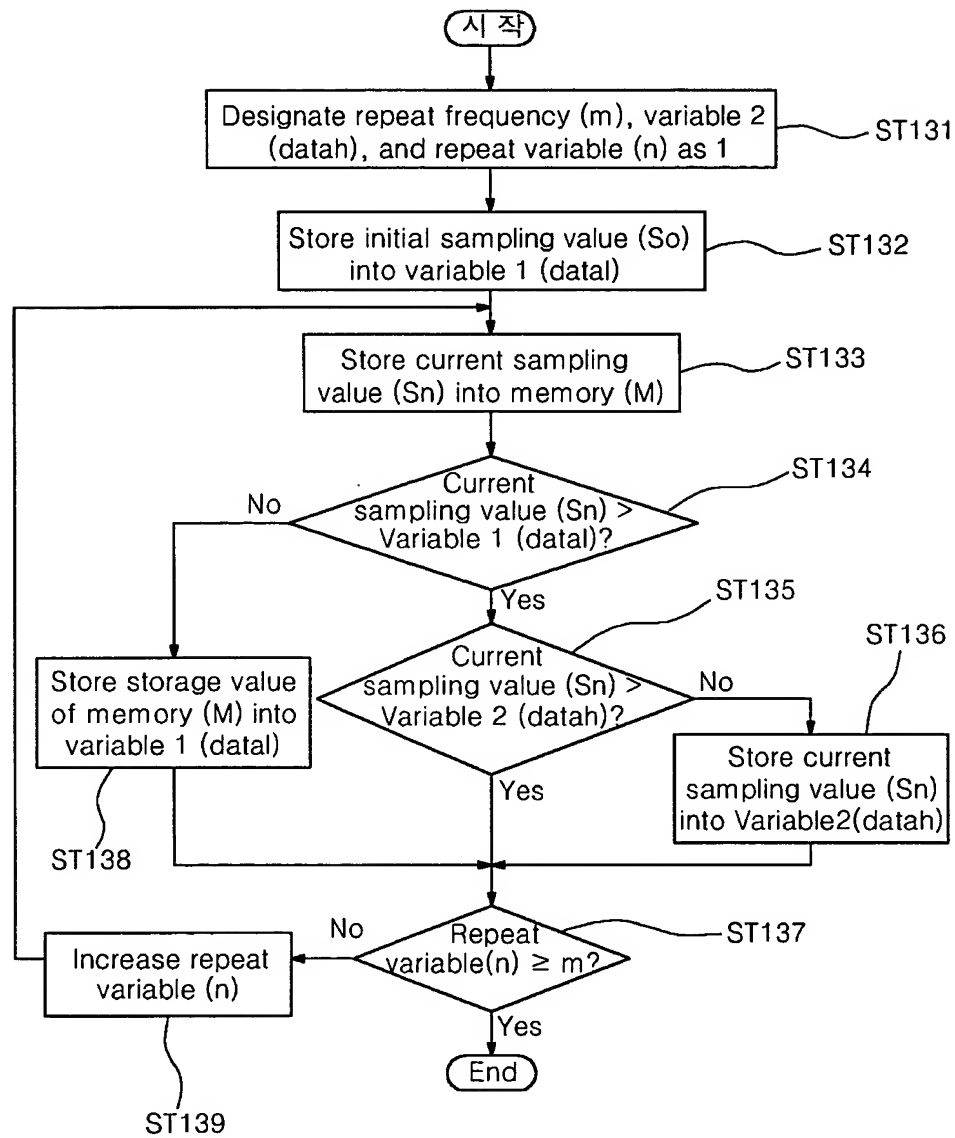 시 작
Designate repeat frequency (m), variable 2
(datah), and repeat variable (n) as 1
ST131
Store initial sampling value (So)
into variable 1 (datal)
ST132
Store current sampling
value (Sn) into memory (M)
ST133
Current
sampling value (Sn) >
Variable 1 (datal)?
ST134
No
Yes
Current
sampling value (Sn) >
Variable 2 (datah)?
ST135
No
Yes
ST136
Store current
sampling value (Sn)
into Variable2(datah)
Store storage value
of memory (M) into
variable 1 (datal)
ST138
Repeat
variable(n) ≥ m?
ST137
No
Yes
Increase repeat
variable (n)
ST139
End